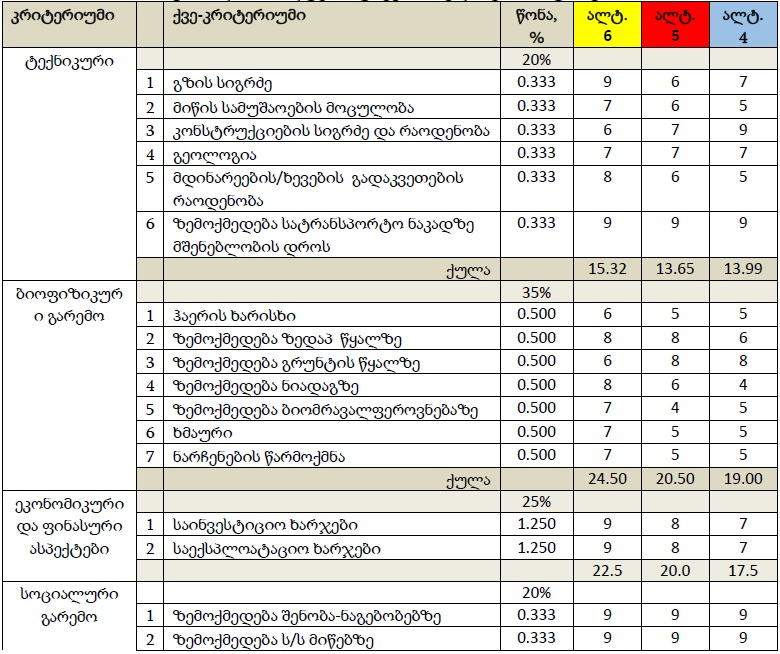 კრიტერიუმი ქვე-კრიტერიუმი წონა, % ალტ. 6 ალტ. 5 ალტ. 4
ტექნიკური 20%
1 გზის სიგრძე 0.333 9 6 7
2 მიწის სამუშაოების მოცულობა 0.333 7 6 5
3 კონსტრუქციების სიგრძე და რაოდენობა 0.333 6 7 9
4 გეოლოგია 0.333 7 7 7
5 მდინარეების/ხევების გადაკვეთების რაოდენობა 0.333 8 6 5
6 ზემოქმედება სატრანსპორტო ნაკადზე მშენებლობის დროს 0.333 9 9 9
ქულა 15.32 13.65 13.99
ბიოფიზიკური გარემო 35%
1 ჰაერის ხარისხი 0.500 6 5 5
2 ზემოქმედება ზედაპ წყალზე 0.500 8 8 6
3 ზემოქმედება გრუნტის წყალზე 0.500 6 8 8
4 ზემოქმედება ნიადაგზე 0.500 8 6 4
5 ზემოქმედება ბიომრავალფეროვნებაზე 0.500 7 4 5
6 ხმაური 0.500 7 5 5
7 ნარჩენების წარმოქმნა 0.500 7 5 5
ქულა 24.50 20.50 19.00
ეკონომიკური და ფინასური ასპექტები 25%
1 საინვესტიციო ხარჯები 1.250 9 8 7
2 საექსპლოატაციო ხარჯები 1.250 9 8 7
22.5 20.0 17.5
სოციალური გარემო 20%
1 ზემოქმედება შენობა-ნაგებობებზე 0.333 9 9 9
2 ზემოქმედება ს/ს მიწებზე 0.333 9 9 9